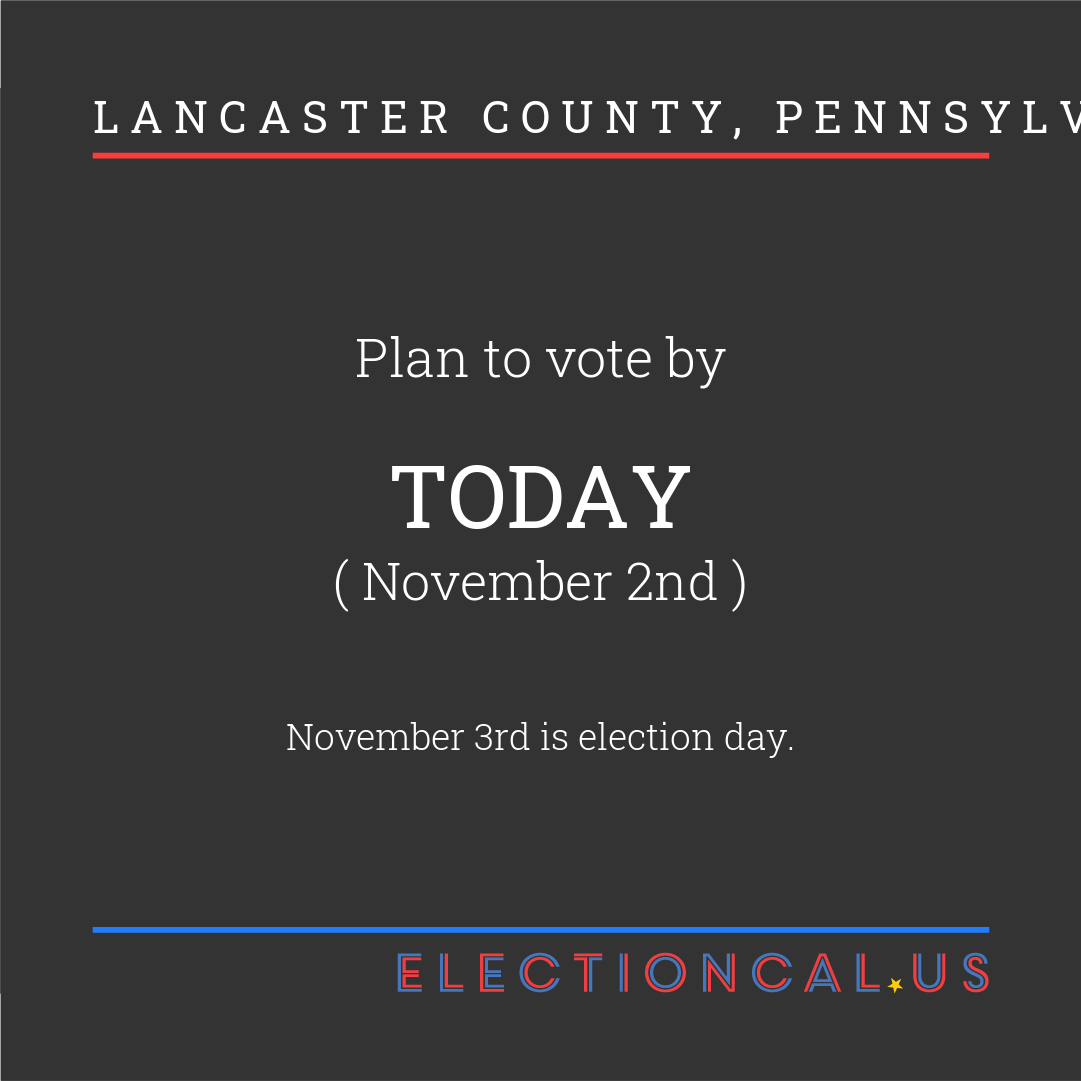 LANCASTER COUNTY, PENNSYLV
Plan to vote by
TODAY
( November 2nd )
November 3rd is election day.
ELECTIONCAL.US